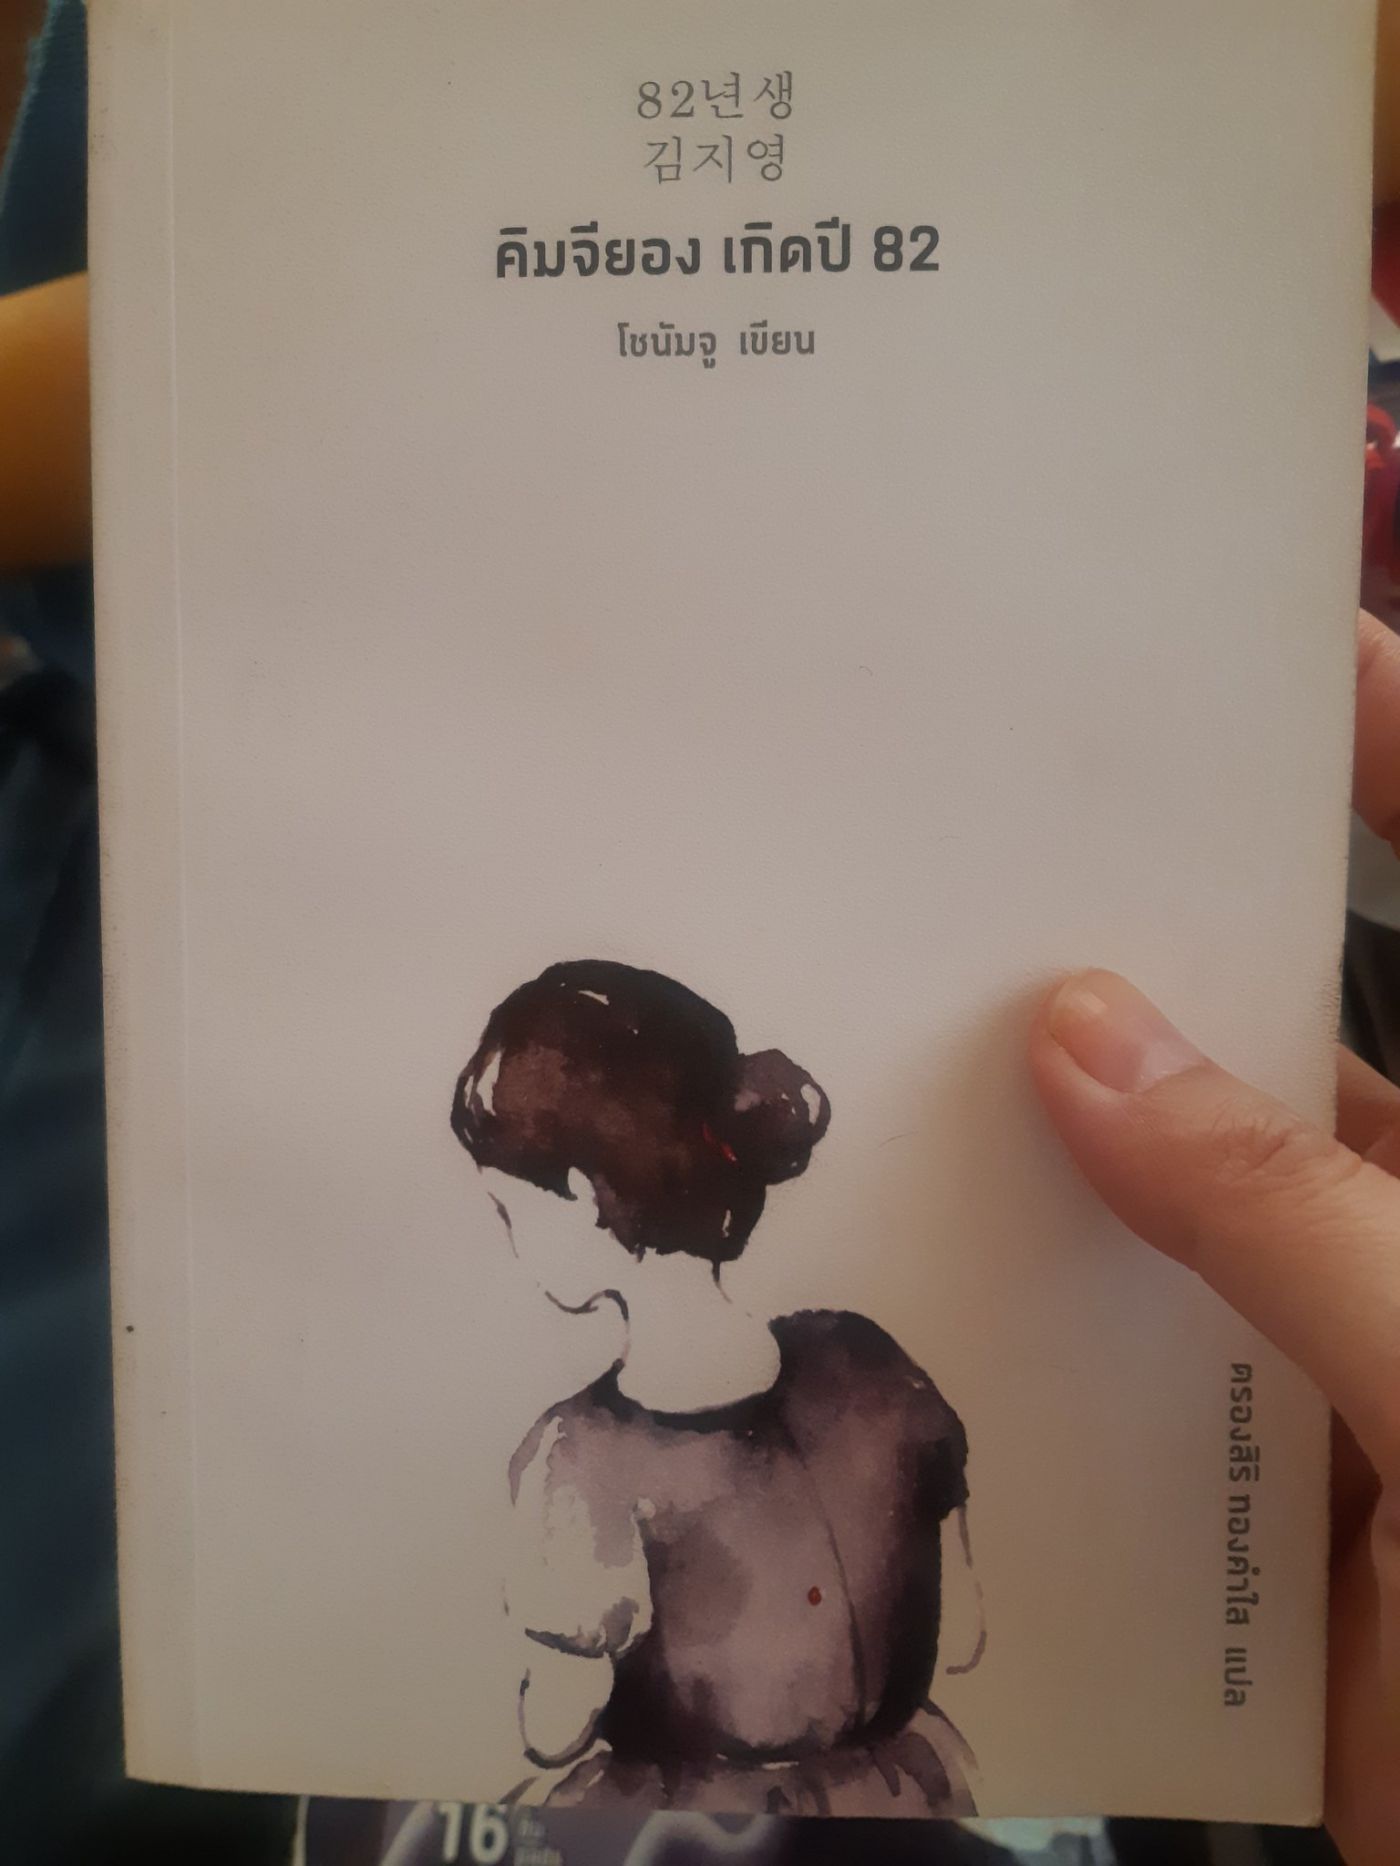 82년생
김지영
คิมจียอง เกิดปี 82
โชนัมจู เขียน
ตรองสิริ ทองคำใส แปล
16